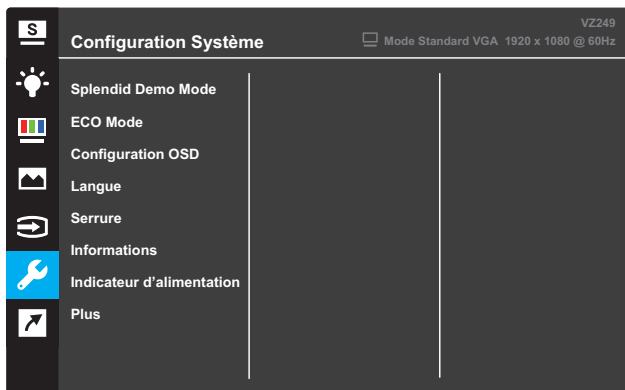 S
VZ249
Configuration Système
Mode Standard VGA 1920 x 1080 @ 60Hz
Splendid Demo Mode
ECO Mode
Configuration OSD
Langue
Serrure
Informations
Indicateur d’alimentation
Plus